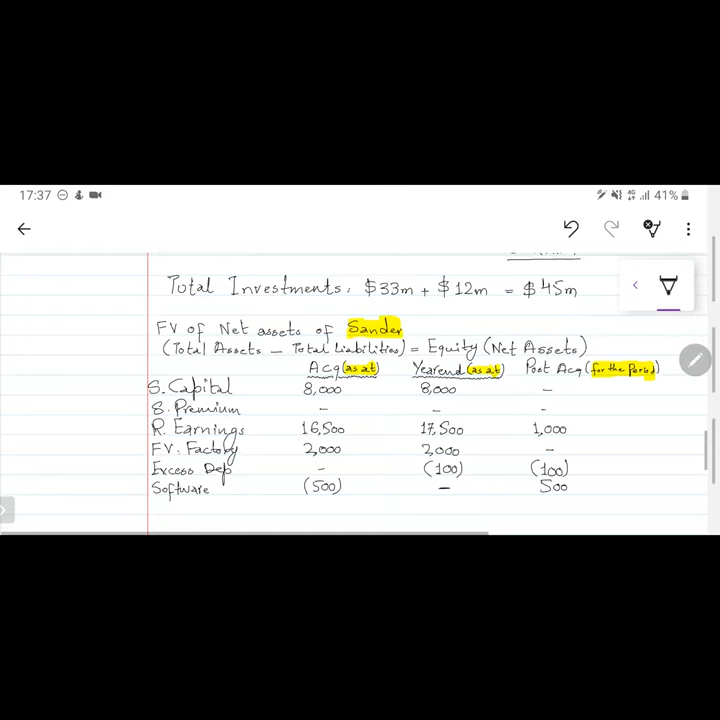 17:37 41%
Total Investments: $33m + $12m = $45m
FV of Net assets of Sander
(Total Assets - Total Liabilities) = Equity (Net Assets)
Acq (as at) Yearend (as at) Post Acq (for the Period)
S. Capital 8,000 8,000 -
S. Premium - - -
R. Earnings 16,500 17,500 1,000
FV: Factory 2,000 2,000 -
Excess Dep - (100) (100)
Software (500) - 500